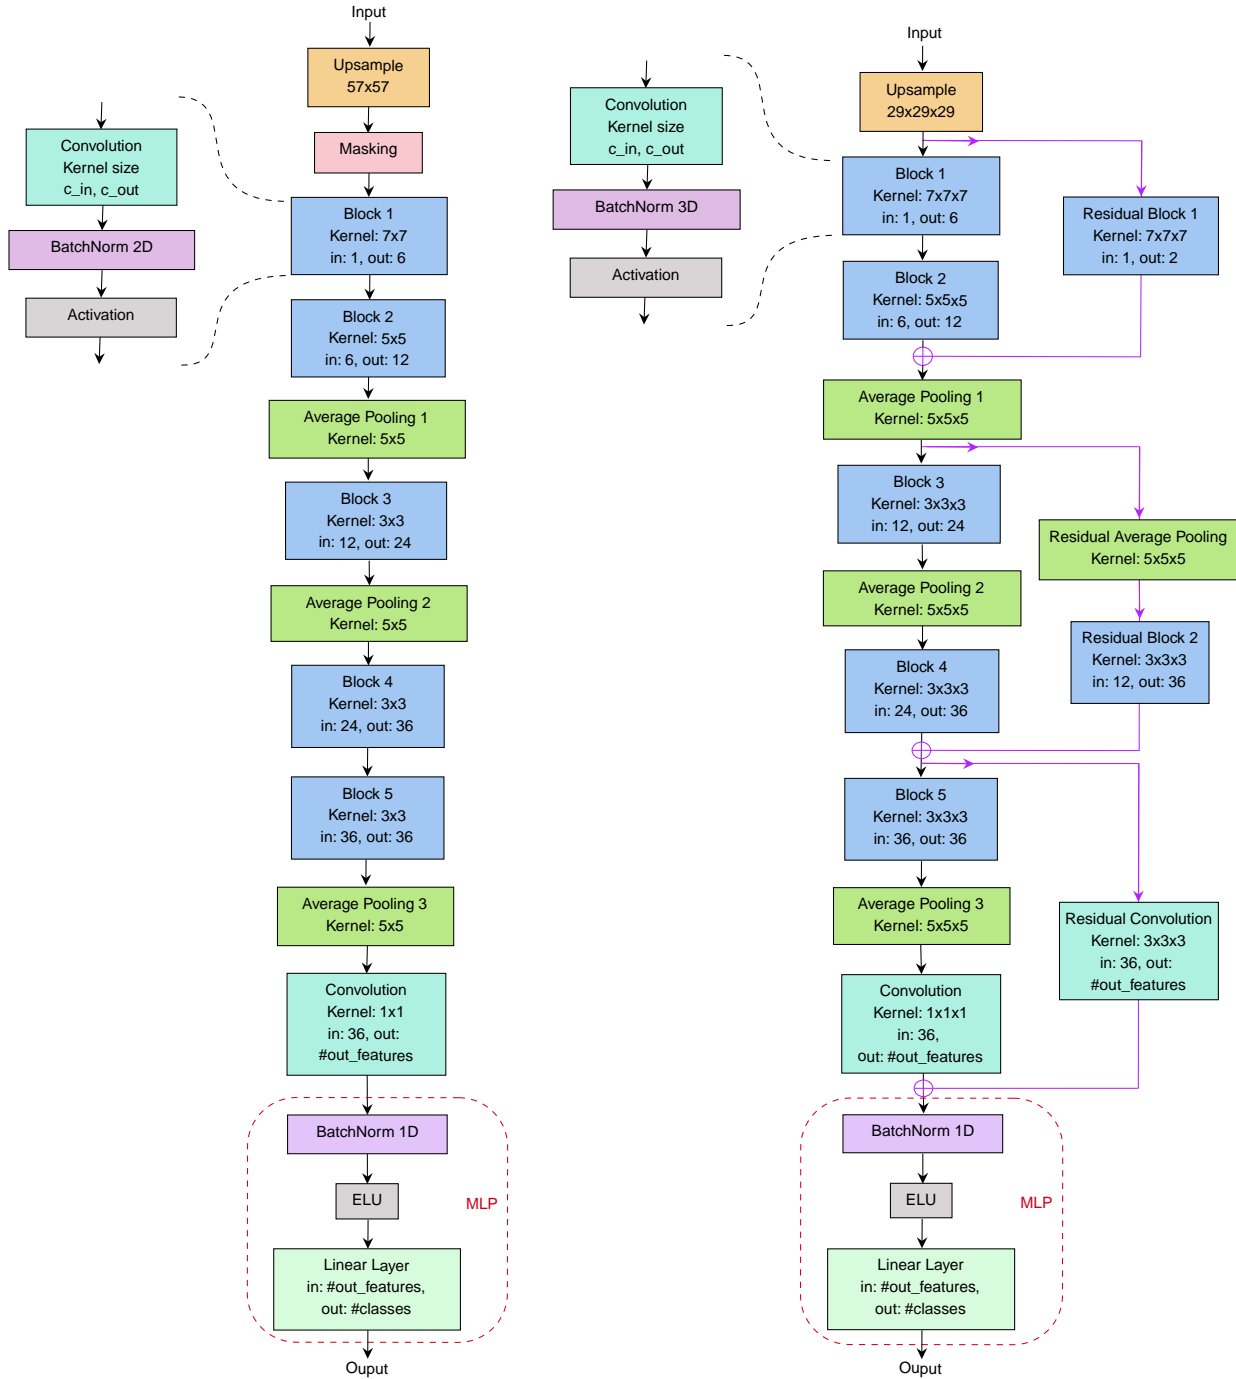 Input
Upsample
57x57
Masking
Convolution
Kernel size
c_in, c_out
BatchNorm 2D
Activation
Block 1
Kernel: 7x7
in: 1, out: 6
Block 2
Kernel: 5x5
in: 6, out: 12
Average Pooling 1
Kernel: 5x5
Block 3
Kernel: 3x3
in: 12, out: 24
Average Pooling 2
Kernel: 5x5
Block 4
Kernel: 3x3
in: 24, out: 36
Block 5
Kernel: 3x3
in: 36, out: 36
Average Pooling 3
Kernel: 5x5
Convolution
Kernel: 1x1
in: 36, out:
#out_features
BatchNorm 1D
ELU
MLP
Linear Layer
in: #out_features,
out: #classes
Ouput
Input
Upsample
29x29x29
Convolution
Kernel size
c_in, c_out
BatchNorm 3D
Activation
Block 1
Kernel: 7x7x7
in: 1, out: 6
Residual Block 1
Kernel: 7x7x7
in: 1, out: 2
Block 2
Kernel: 5x5x5
in: 6, out: 12
Average Pooling 1
Kernel: 5x5x5
Block 3
Kernel: 3x3x3
in: 12, out: 24
Residual Average Pooling
Kernel: 5x5x5
Average Pooling 2
Kernel: 5x5x5
Residual Block 2
Kernel: 3x3x3
in: 12, out: 36
Block 4
Kernel: 3x3x3
in: 24, out: 36
Block 5
Kernel: 3x3x3
in: 36, out: 36
Average Pooling 3
Kernel: 5x5x5
Residual Convolution
Kernel: 3x3x3
in: 36, out:
#out_features
Convolution
Kernel: 1x1x1
in: 36,
out: #out_features
BatchNorm 1D
ELU
MLP
Linear Layer
in: #out_features,
out: #classes
Ouput